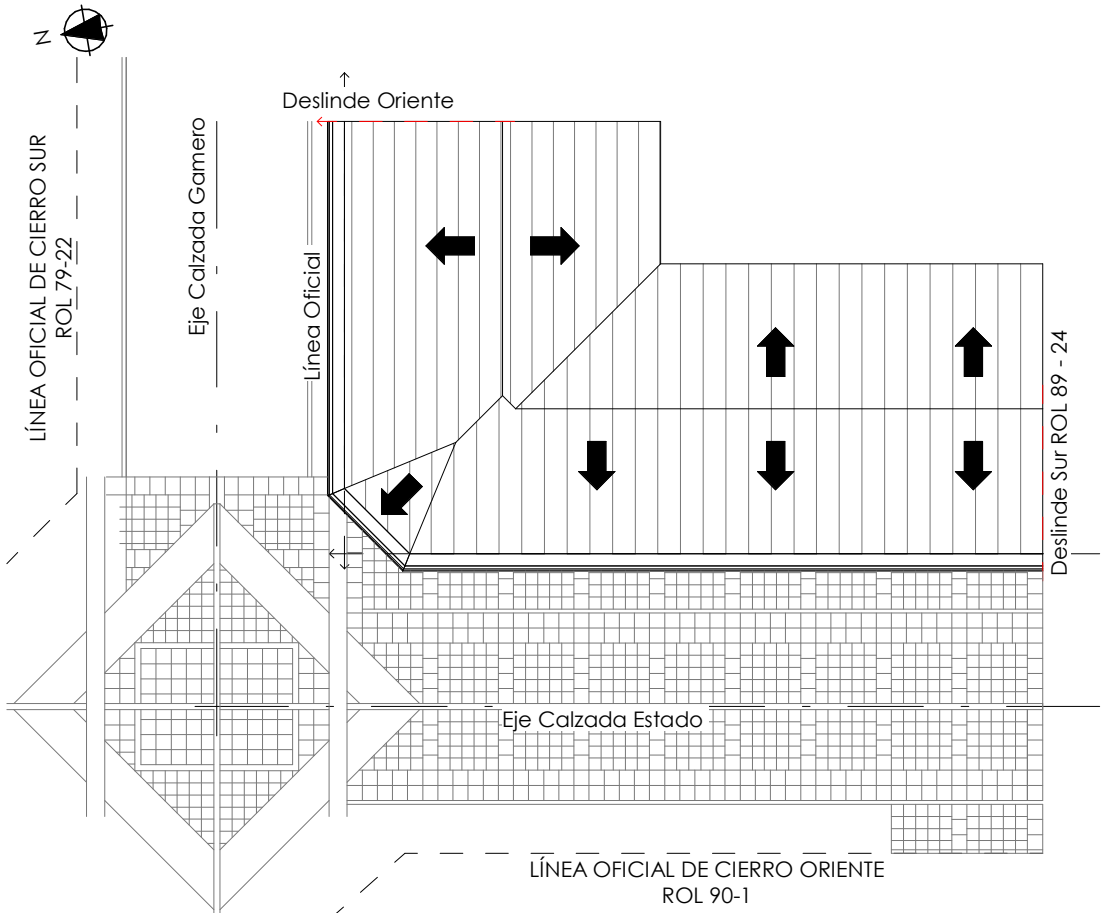 N
Deslinde Oriente
LÍNEA OFICIAL DE CIERRO SUR
ROL 79-22
Eje Calzada Gamero
Línea Oficial
Deslinde Sur ROL 89 - 24
Eje Calzada Estado
LÍNEA OFICIAL DE CIERRO ORIENTE
ROL 90-1